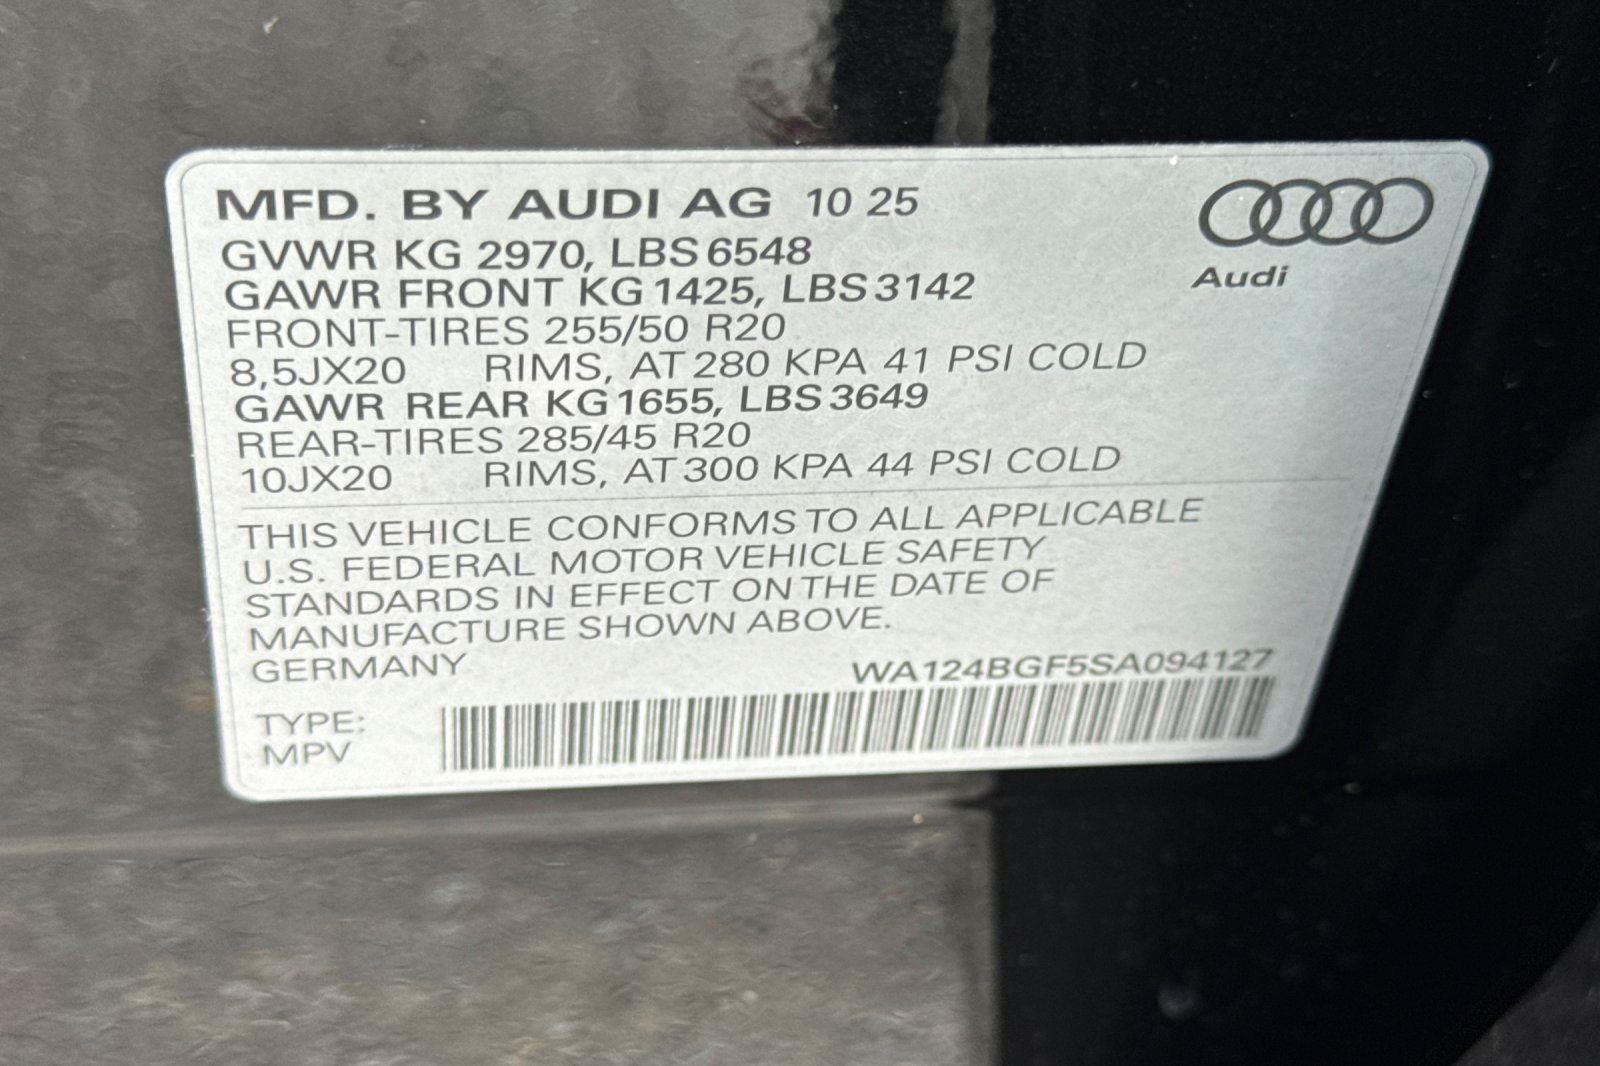 MFD. BY AUDI AG 10 25
GVWR KG 2970, LBS 6548
GAWR FRONT KG 1425, LBS 3142
Audi
FRONT-TIRES 255/50 R20
8,5JX20 RIMS, AT 280 KPA 41 PSI COLD
GAWR REAR KG 1655, LBS 3649
REAR-TIRES 285/45 R20
10JX20 RIMS, AT 300 KPA 44 PSI COLD
THIS VEHICLE CONFORMS TO ALL APPLICABLE
U.S. FEDERAL MOTOR VEHICLE SAFETY
STANDARDS IN EFFECT ON THE DATE OF
MANUFACTURE SHOWN ABOVE.
GERMANY
WA124BGF5SA094127
TYPE:
MPV